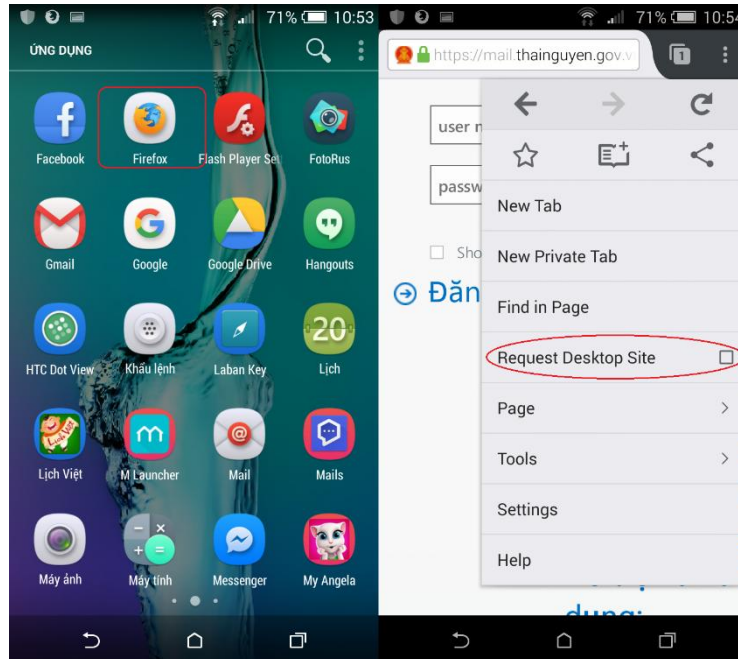 71% 10:53
ỨNG DỤNG
Facebook Firefox Flash Player Set FotoRus
Gmail Google Google Drive Hangouts
20
HTC Dot View Khẩu lệnh Laban Key Lịch
Lịch Việt M Launcher Mail Mails
Máy ảnh Máy tính Messenger My Angela
71% 10:54
https://mail.thainguyen.gov.v
1
user n
passw
Sho
Đăn
New Tab
New Private Tab
Find in Page
Request Desktop Site
Page
Tools
Settings
Help
dụng: